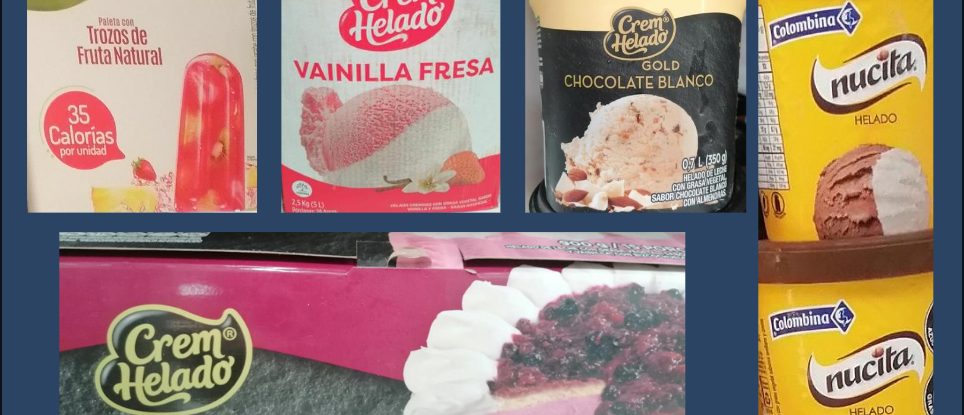 Paleta con
Trozos de
Fruta Natural
35
Calorías
por unidad
Crem
Helado
VAINILLA FRESA
2,5 Kg (5 L)
Crem
Helado
GOLD
CHOCOLATE BLANCO
0,7 L (350 g)
HELADO DE LECHE
CON GRASA VEGETAL
SABOR CHOCOLATE BLANCO
CON ALMENDRAS
Colombina
nucita
HELADO
Crem
Helado®
Colombina
nucita
HELADO